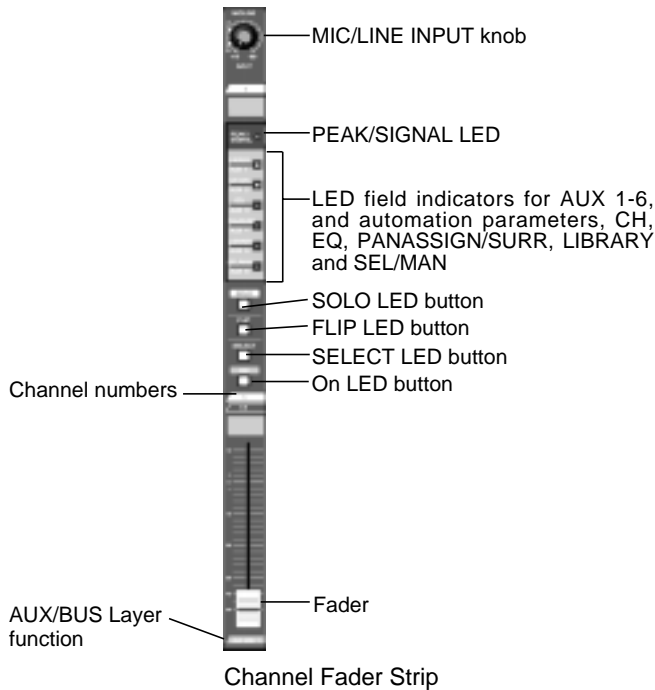 MIC/LINE INPUT knob
PEAK/SIGNAL LED
LED field indicators for AUX 1-6,
and automation parameters, CH,
EQ, PANASSIGN/SURR, LIBRARY
and SEL/MAN
SOLO LED button
FLIP LED button
SELECT LED button
On LED button
Channel numbers
Fader
AUX/BUS Layer
function
Channel Fader Strip